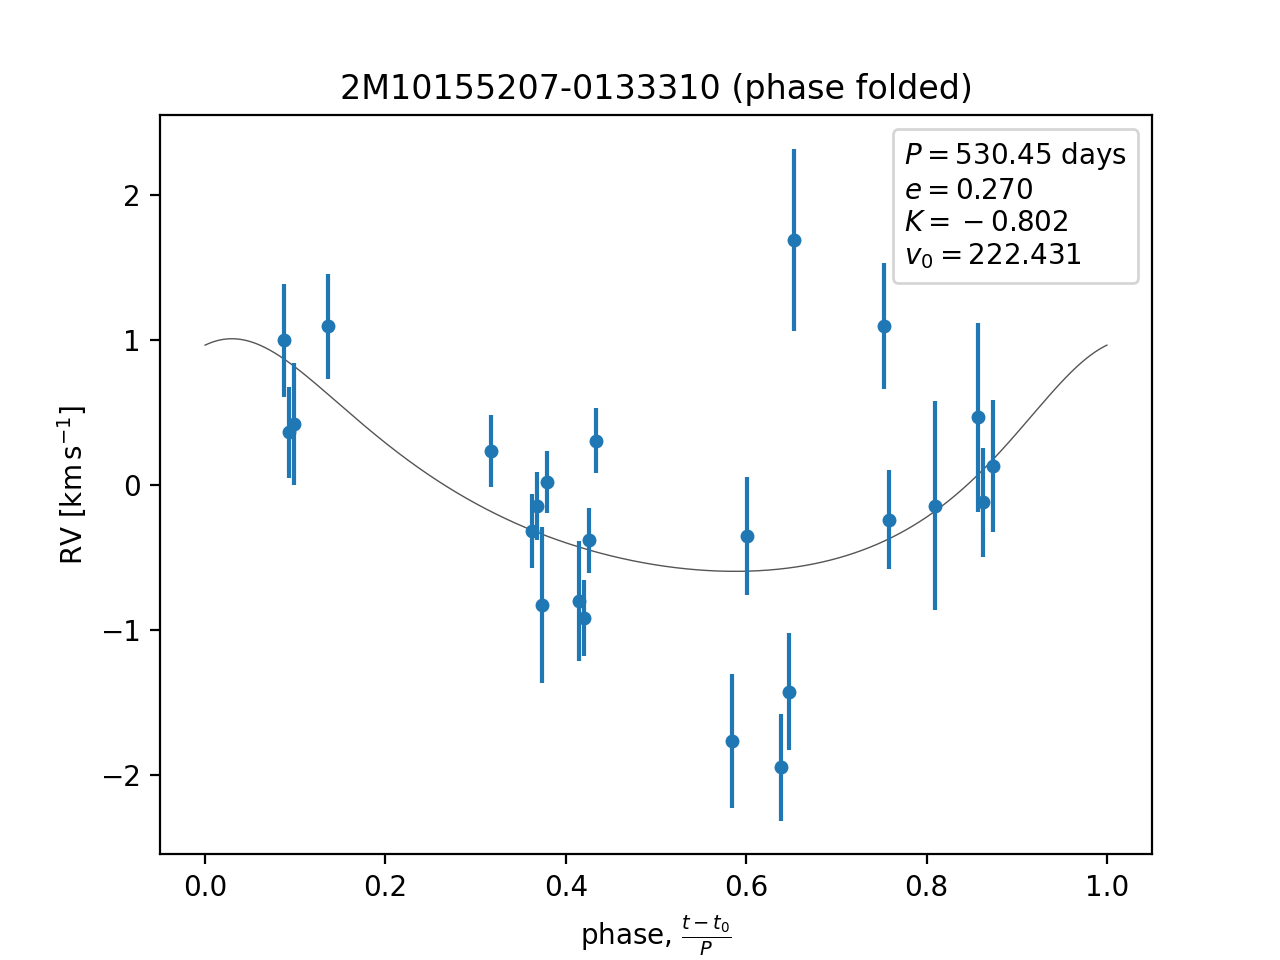 2M10155207-0133310 (phase folded)
P = 530.45 days
e = 0.270
K = −0.802
v₀ = 222.431
RV [km s⁻¹]
2
1
0
−1
−2
0.0 0.2 0.4 0.6 0.8 1.0
phase, (t − t₀)/P